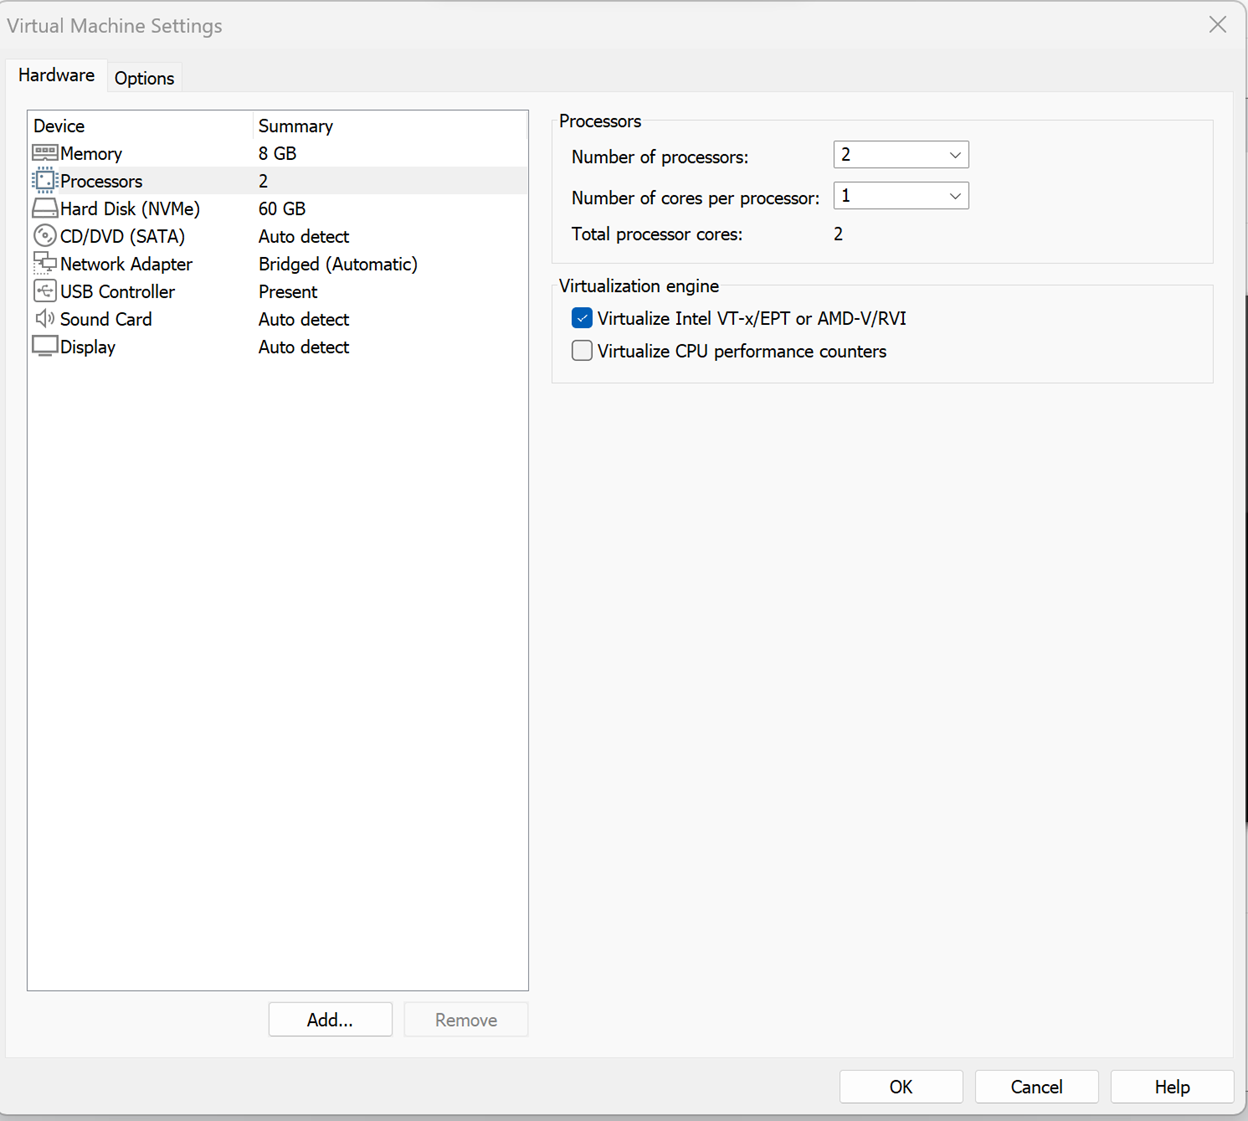 Virtual Machine Settings
Hardware Options
Device Summary
Memory 8 GB
Processors 2
Hard Disk (NVMe) 60 GB
CD/DVD (SATA) Auto detect
Network Adapter Bridged (Automatic)
USB Controller Present
Sound Card Auto detect
Display Auto detect
Add... Remove
Processors
Number of processors: 2
Number of cores per processor: 1
Total processor cores: 2
Virtualization engine
Virtualize Intel VT-x/EPT or AMD-V/RVI
Virtualize CPU performance counters
OK Cancel Help